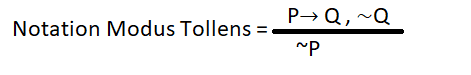 Notation Modus Tollens = P→ Q , ~Q
~P